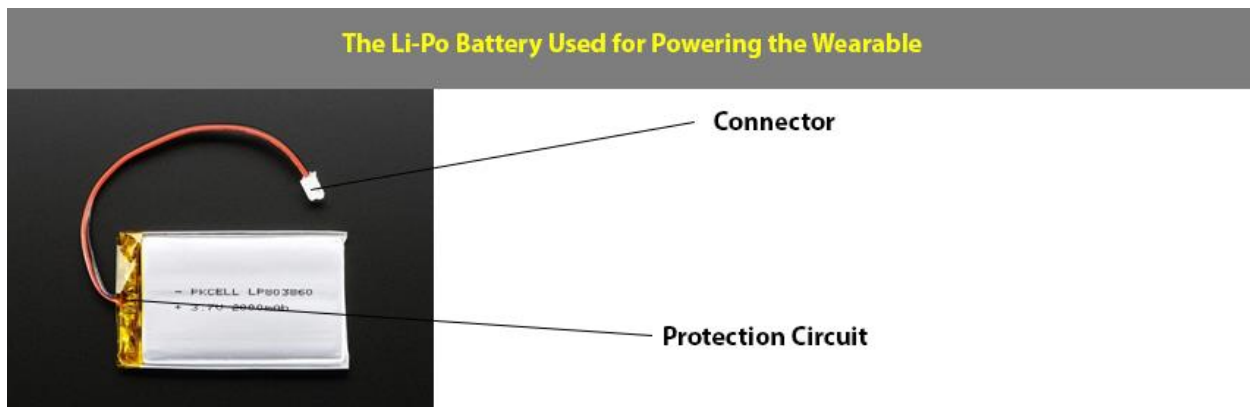 The Li-Po Battery Used for Powering the Wearable
Connector
- PKCELL LP803860
+ 3.7V 2000mAh
Protection Circuit